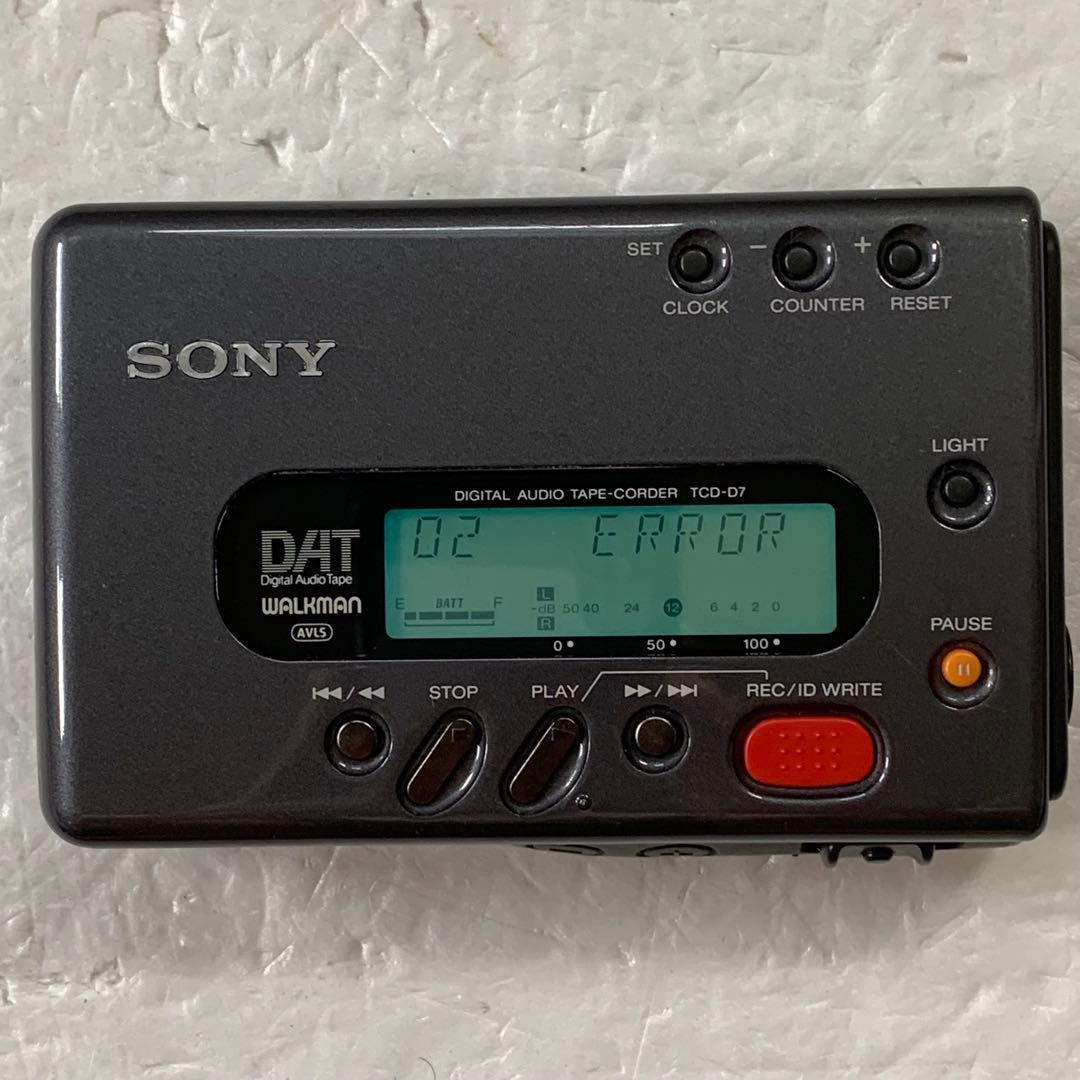 SET − +
CLOCK COUNTER RESET
SONY
LIGHT
DIGITAL AUDIO TAPE-CORDER TCD-D7
02 ERROR
DAT
Digital Audio Tape
WALKMAN
AVLS
E BATT F
L
-dB 50 40 24 12 6 4 2 0
R
0 50 100
PAUSE
STOP PLAY REC/ID WRITE